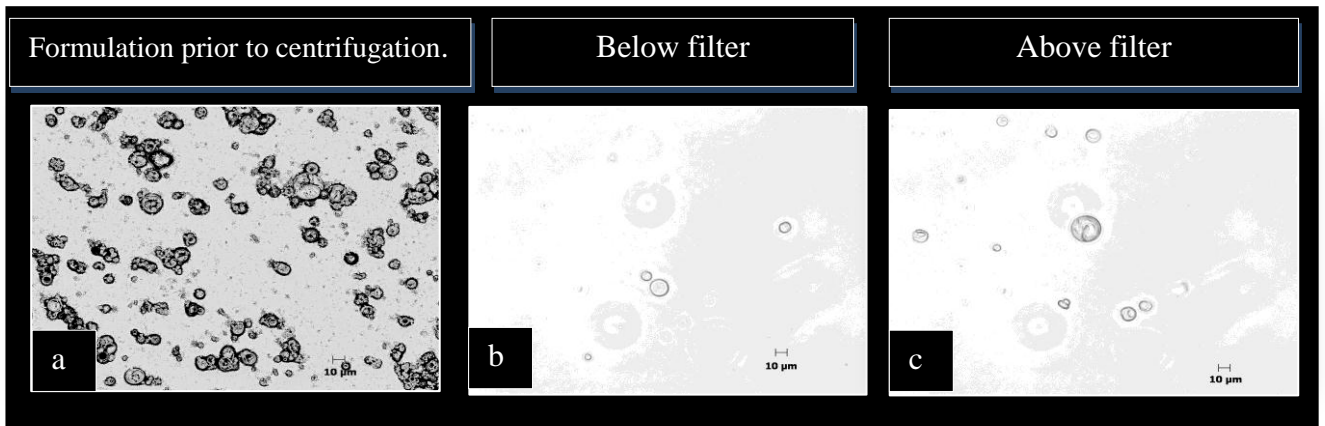 Formulation prior to centrifugation.
Below filter
Above filter
a
10 µm
b
10 µm
c
10 µm